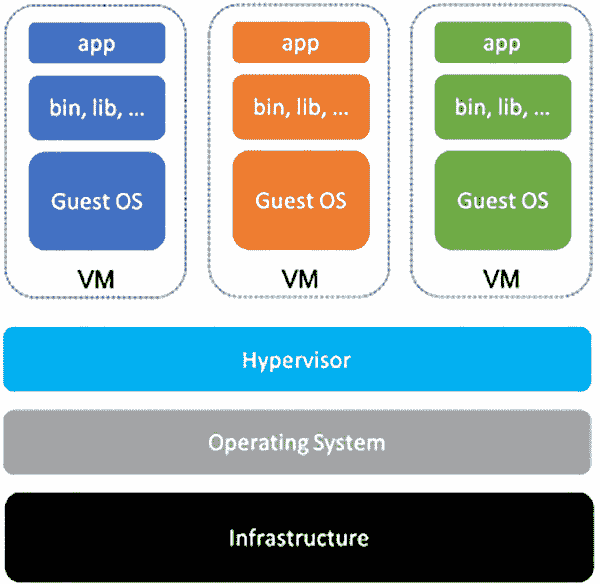 app
bin, lib, ...
Guest OS
VM
app
bin, lib, ...
Guest OS
VM
app
bin, lib, ...
Guest OS
VM
Hypervisor
Operating System
Infrastructure